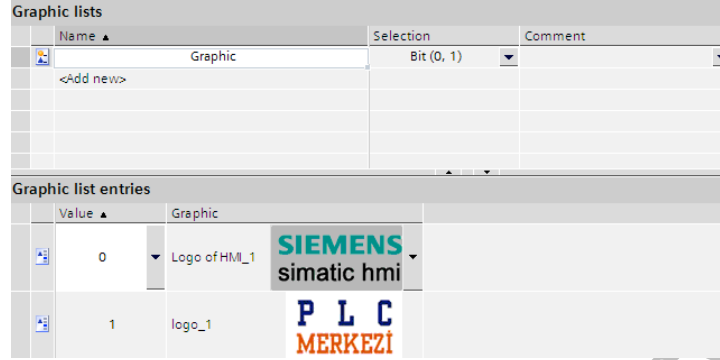 Graphic lists
Name Selection Comment
Graphic Bit (0, 1)
<Add new>
Graphic list entries
Value Graphic
0 Logo of HMI_1 SIEMENS
simatic hmi
1 logo_1 P L C
MERKEZİ